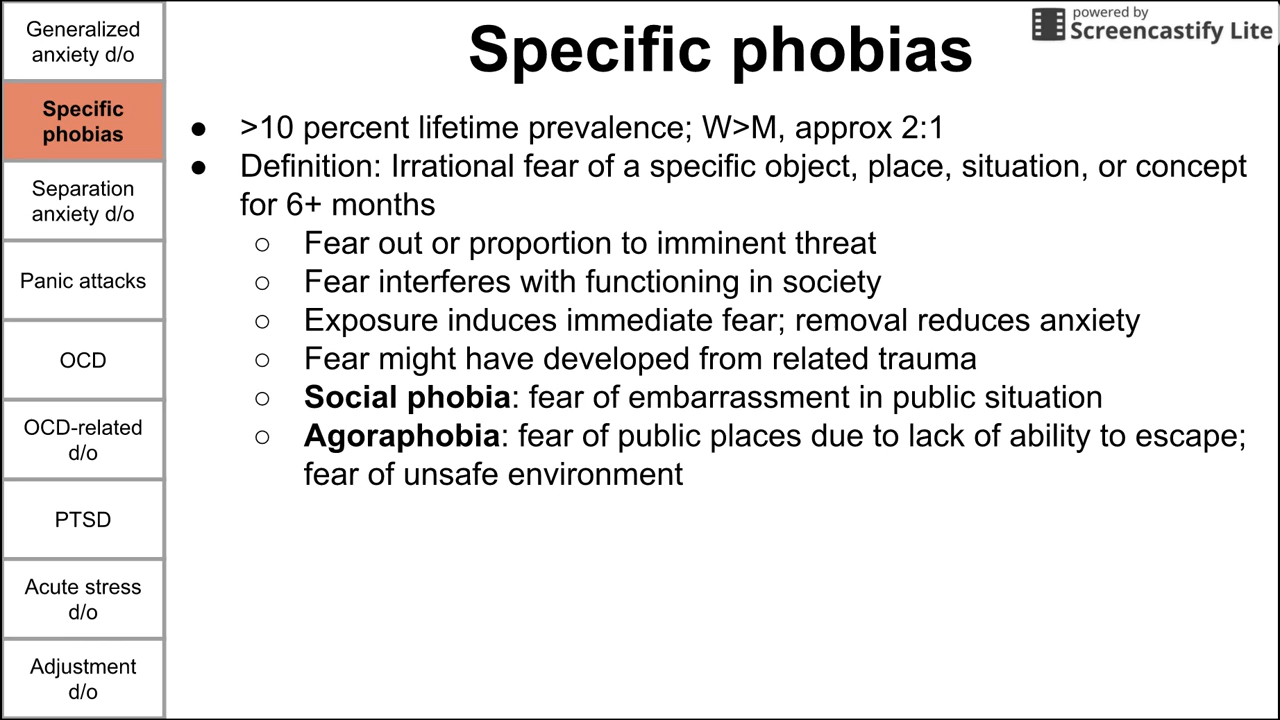 Generalized
anxiety d/o
Specific
phobias
Separation
anxiety d/o
Panic attacks
OCD
OCD-related
d/o
PTSD
Acute stress
d/o
Adjustment
d/o
powered by
Screencastify Lite
Specific phobias
● >10 percent lifetime prevalence; W>M, approx 2:1
● Definition: Irrational fear of a specific object, place, situation, or concept
for 6+ months
○ Fear out or proportion to imminent threat
○ Fear interferes with functioning in society
○ Exposure induces immediate fear; removal reduces anxiety
○ Fear might have developed from related trauma
○ Social phobia: fear of embarrassment in public situation
○ Agoraphobia: fear of public places due to lack of ability to escape;
fear of unsafe environment